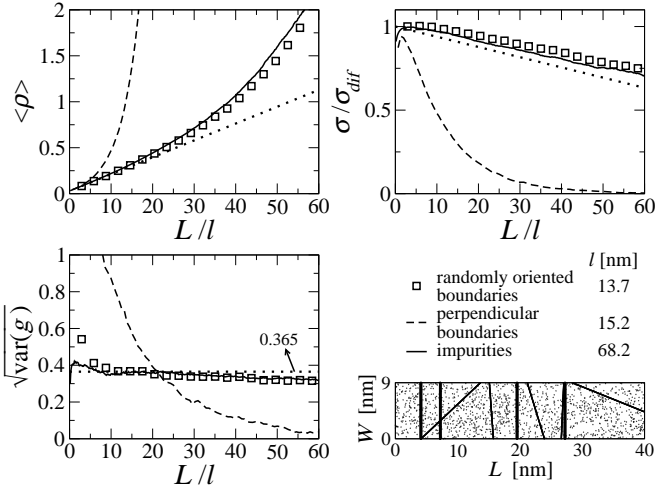 2
1.5
1
0.5
0
<ρ>
0 10 20 30 40 50 60
L/l
1
0.5
0
σ/σdif
0 10 20 30 40 50 60
L/l
1
0.8
0.6
0.4
0.2
0
√var(g)
0.365
0 10 20 30 40 50 60
L/l
l [nm]
randomly oriented boundaries 13.7
perpendicular boundaries 15.2
impurities 68.2
9
0
W [nm]
0 10 20 30 40
L [nm]